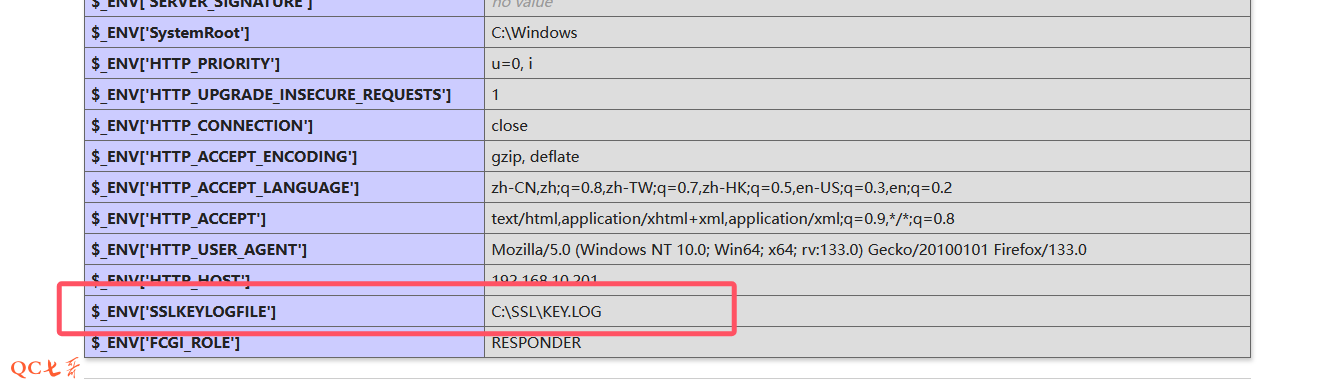 $_ENV['SERVER_SIGNATURE'] no value
$_ENV['SystemRoot'] C:\Windows
$_ENV['HTTP_PRIORITY'] u=0, i
$_ENV['HTTP_UPGRADE_INSECURE_REQUESTS'] 1
$_ENV['HTTP_CONNECTION'] close
$_ENV['HTTP_ACCEPT_ENCODING'] gzip, deflate
$_ENV['HTTP_ACCEPT_LANGUAGE'] zh-CN,zh;q=0.8,zh-TW;q=0.7,zh-HK;q=0.5,en-US;q=0.3,en;q=0.2
$_ENV['HTTP_ACCEPT'] text/html,application/xhtml+xml,application/xml;q=0.9,*/*;q=0.8
$_ENV['HTTP_USER_AGENT'] Mozilla/5.0 (Windows NT 10.0; Win64; x64; rv:133.0) Gecko/20100101 Firefox/133.0
$_ENV['HTTP_HOST'] 192.168.10.201
$_ENV['SSLKEYLOGFILE'] C:\SSL\KEY.LOG
$_ENV['FCGI_ROLE'] RESPONDER
QC七哥